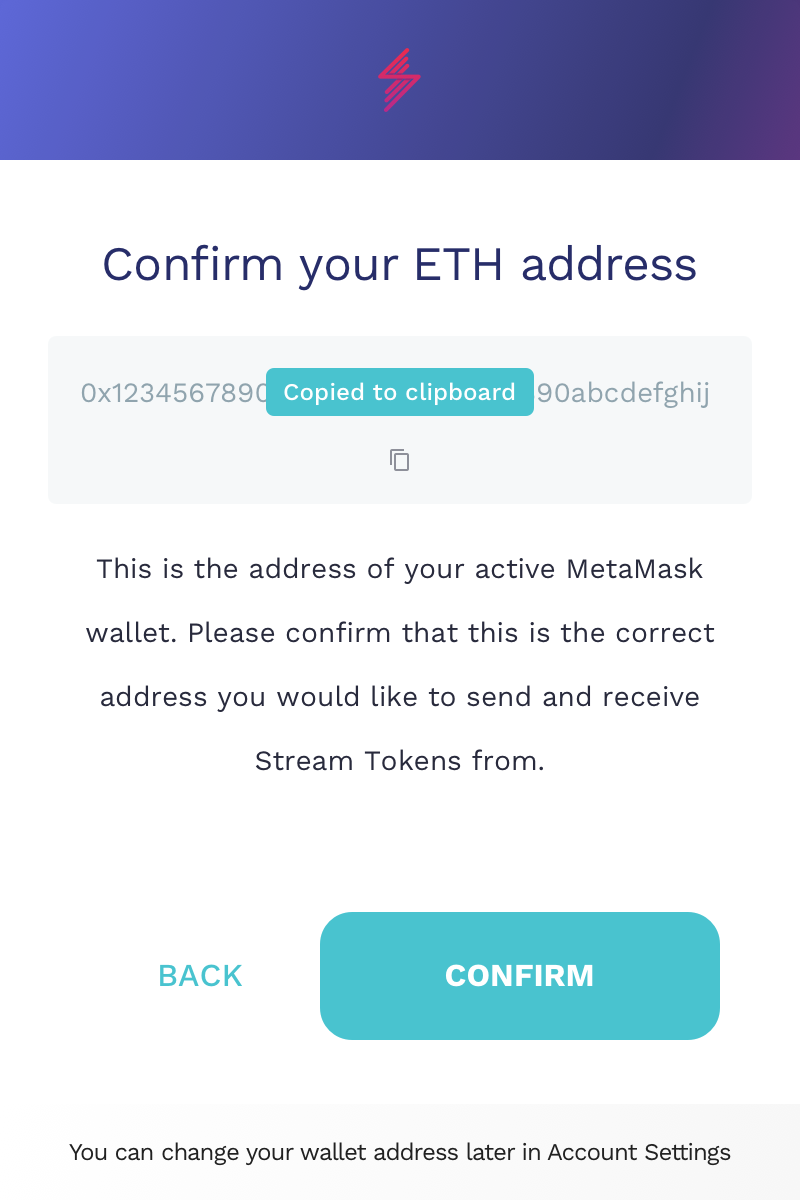 Confirm your ETH address
0x1234567890 Copied to clipboard 90abcdefghij
This is the address of your active MetaMask
wallet. Please confirm that this is the correct
address you would like to send and receive
Stream Tokens from.
BACK CONFIRM
You can change your wallet address later in Account Settings